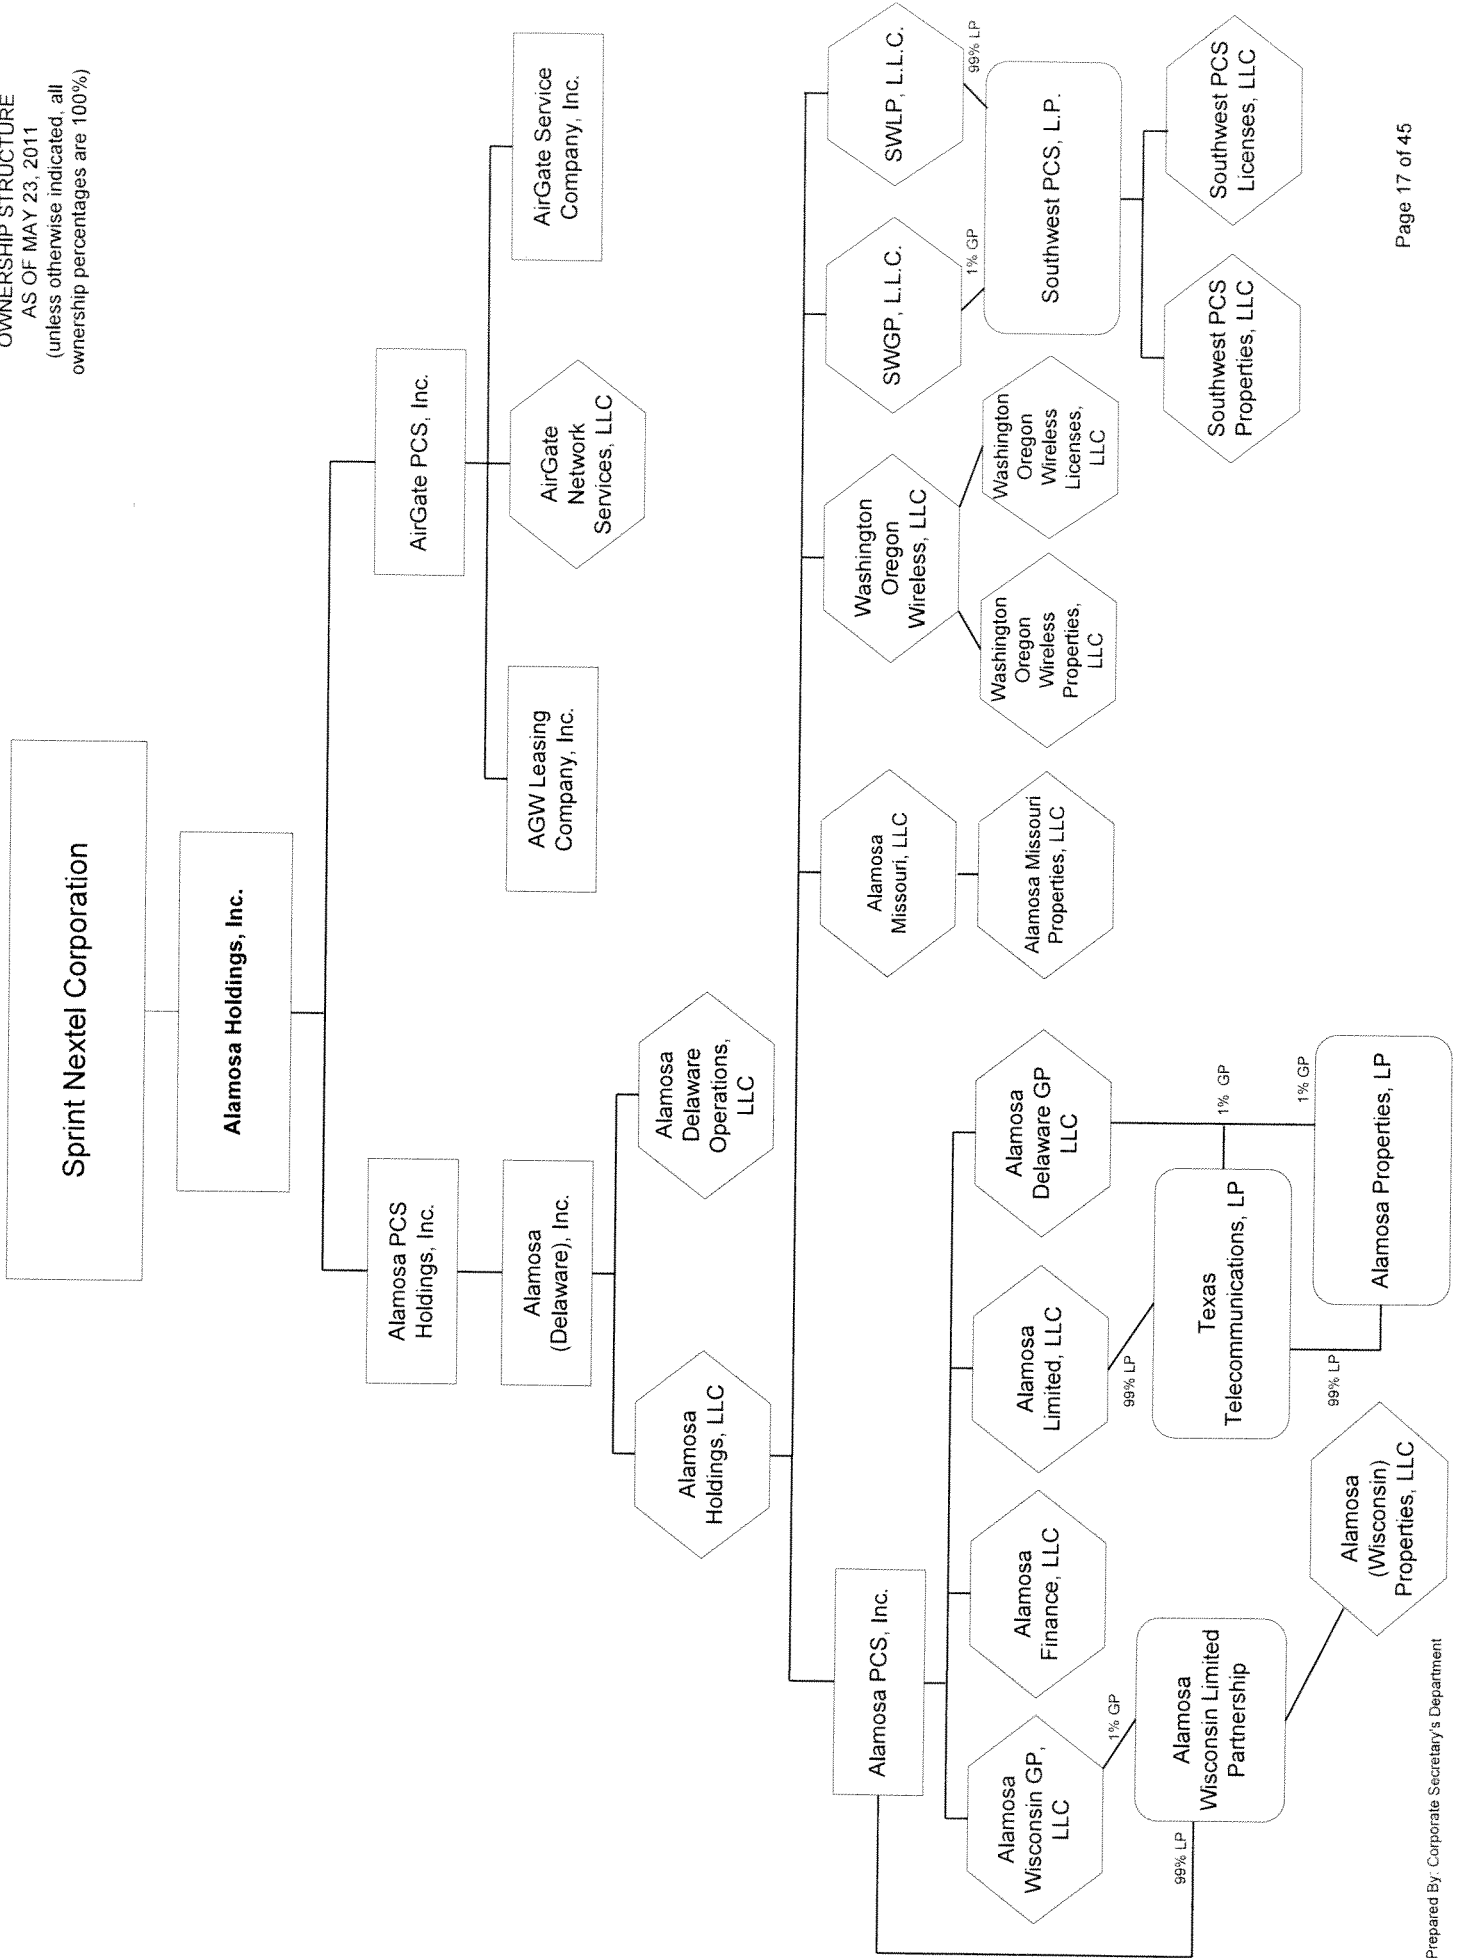 OWNERSHIP STRUCTURE
AS OF MAY 23, 2011
(unless otherwise indicated, all
ownership percentages are 100%)
Sprint Nextel Corporation
Alamosa Holdings, Inc.
Alamosa PCS
Holdings, Inc.
AirGate PCS, Inc.
Alamosa
(Delaware), Inc.
AGW Leasing
Company, Inc.
AirGate
Network
Services, LLC
AirGate Service
Company, Inc.
Alamosa
Holdings, LLC
Alamosa
Delaware
Operations,
LLC
Alamosa PCS, Inc.
Alamosa
Missouri, LLC
Washington
Oregon
Wireless, LLC
SWGP, L.L.C.
SWLP, L.L.C.
1% GP
99% LP
Alamosa
Wisconsin GP,
LLC
Alamosa
Finance, LLC
Alamosa
Limited, LLC
Alamosa
Delaware GP
LLC
Alamosa Missouri
Properties, LLC
Washington
Oregon
Wireless
Properties,
LLC
Washington
Oregon
Wireless
Licenses,
LLC
Southwest PCS, L.P.
1% GP
99% LP
99% LP
Alamosa
Wisconsin Limited
Partnership
Texas
Telecommunications, LP
1% GP
Southwest PCS
Properties, LLC
Southwest PCS
Licenses, LLC
99% LP
1% GP
Alamosa
(Wisconsin)
Properties, LLC
Alamosa Properties, LP
Prepared By: Corporate Secretary's Department
Page 17 of 45